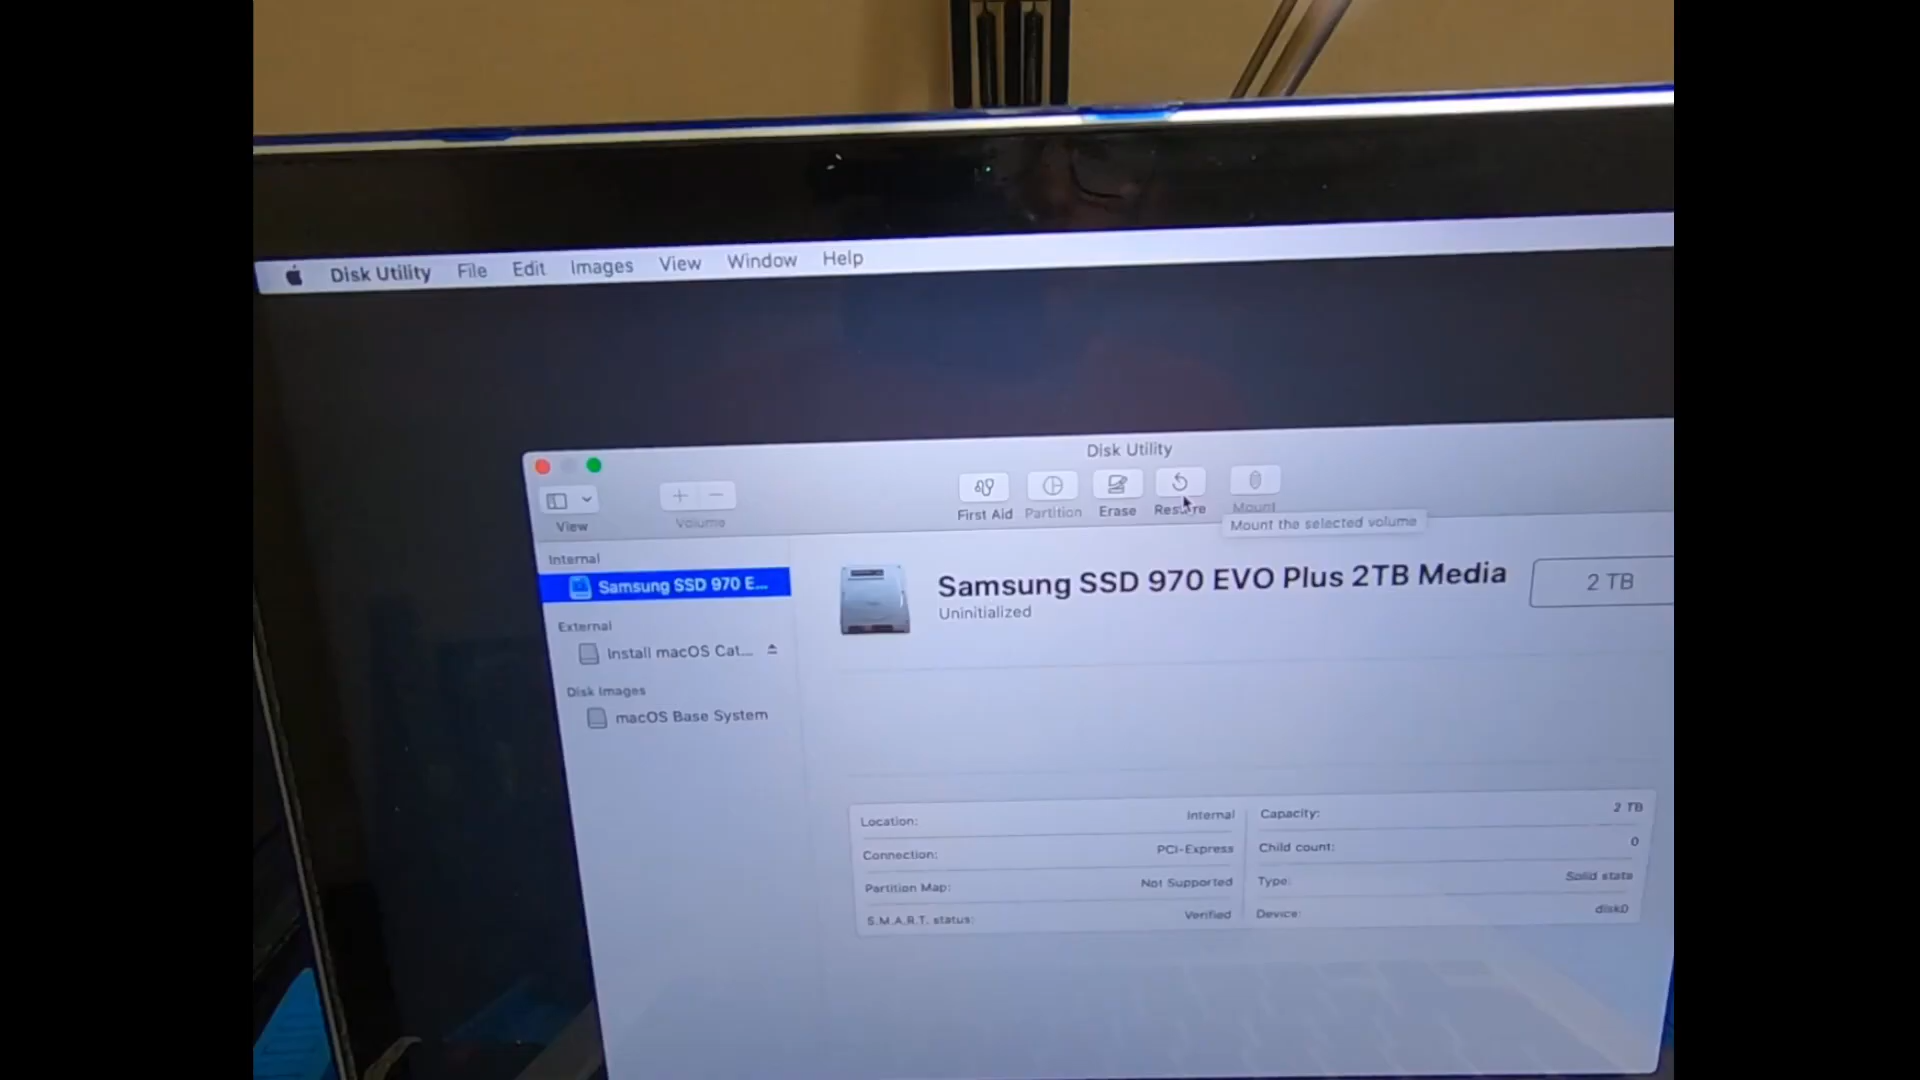 Disk Utility File Edit Images View Window Help
Disk Utility
View Volume First Aid Partition Erase Restore Mount
Mount the selected volume
Internal
Samsung SSD 970 E...
External
Install macOS Cat...
Disk Images
macOS Base System
Samsung SSD 970 EVO Plus 2TB Media
Uninitialized
2 TB
Location: Internal
Connection: PCI-Express
Partition Map: Not Supported
S.M.A.R.T. status: Verified
Capacity: 2 TB
Child count: 0
Type: Solid state
Device: disk0